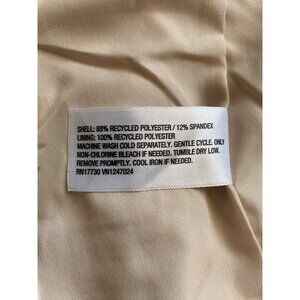 SHELL: 88% RECYCLED POLYESTER / 12% SPANDEX
LINING: 100% RECYCLED POLYESTER
MACHINE WASH COLD SEPARATELY. GENTLE CYCLE. ONLY
NON-CHLORINE BLEACH IF NEEDED. TUMBLE DRY LOW.
REMOVE PROMPTLY. COOL IRON IF NEEDED.
RN17730 VN1247024